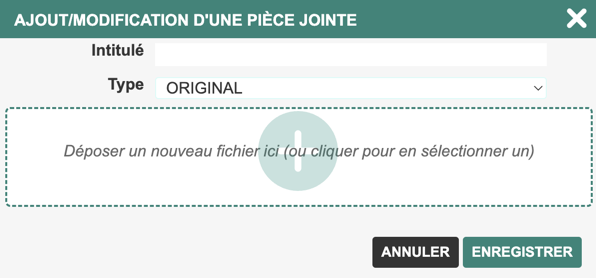 AJOUT/MODIFICATION D'UNE PIÈCE JOINTE
Intitulé
Type ORIGINAL
Déposer un nouveau fichier ici (ou cliquer pour en sélectionner un)
ANNULER ENREGISTRER